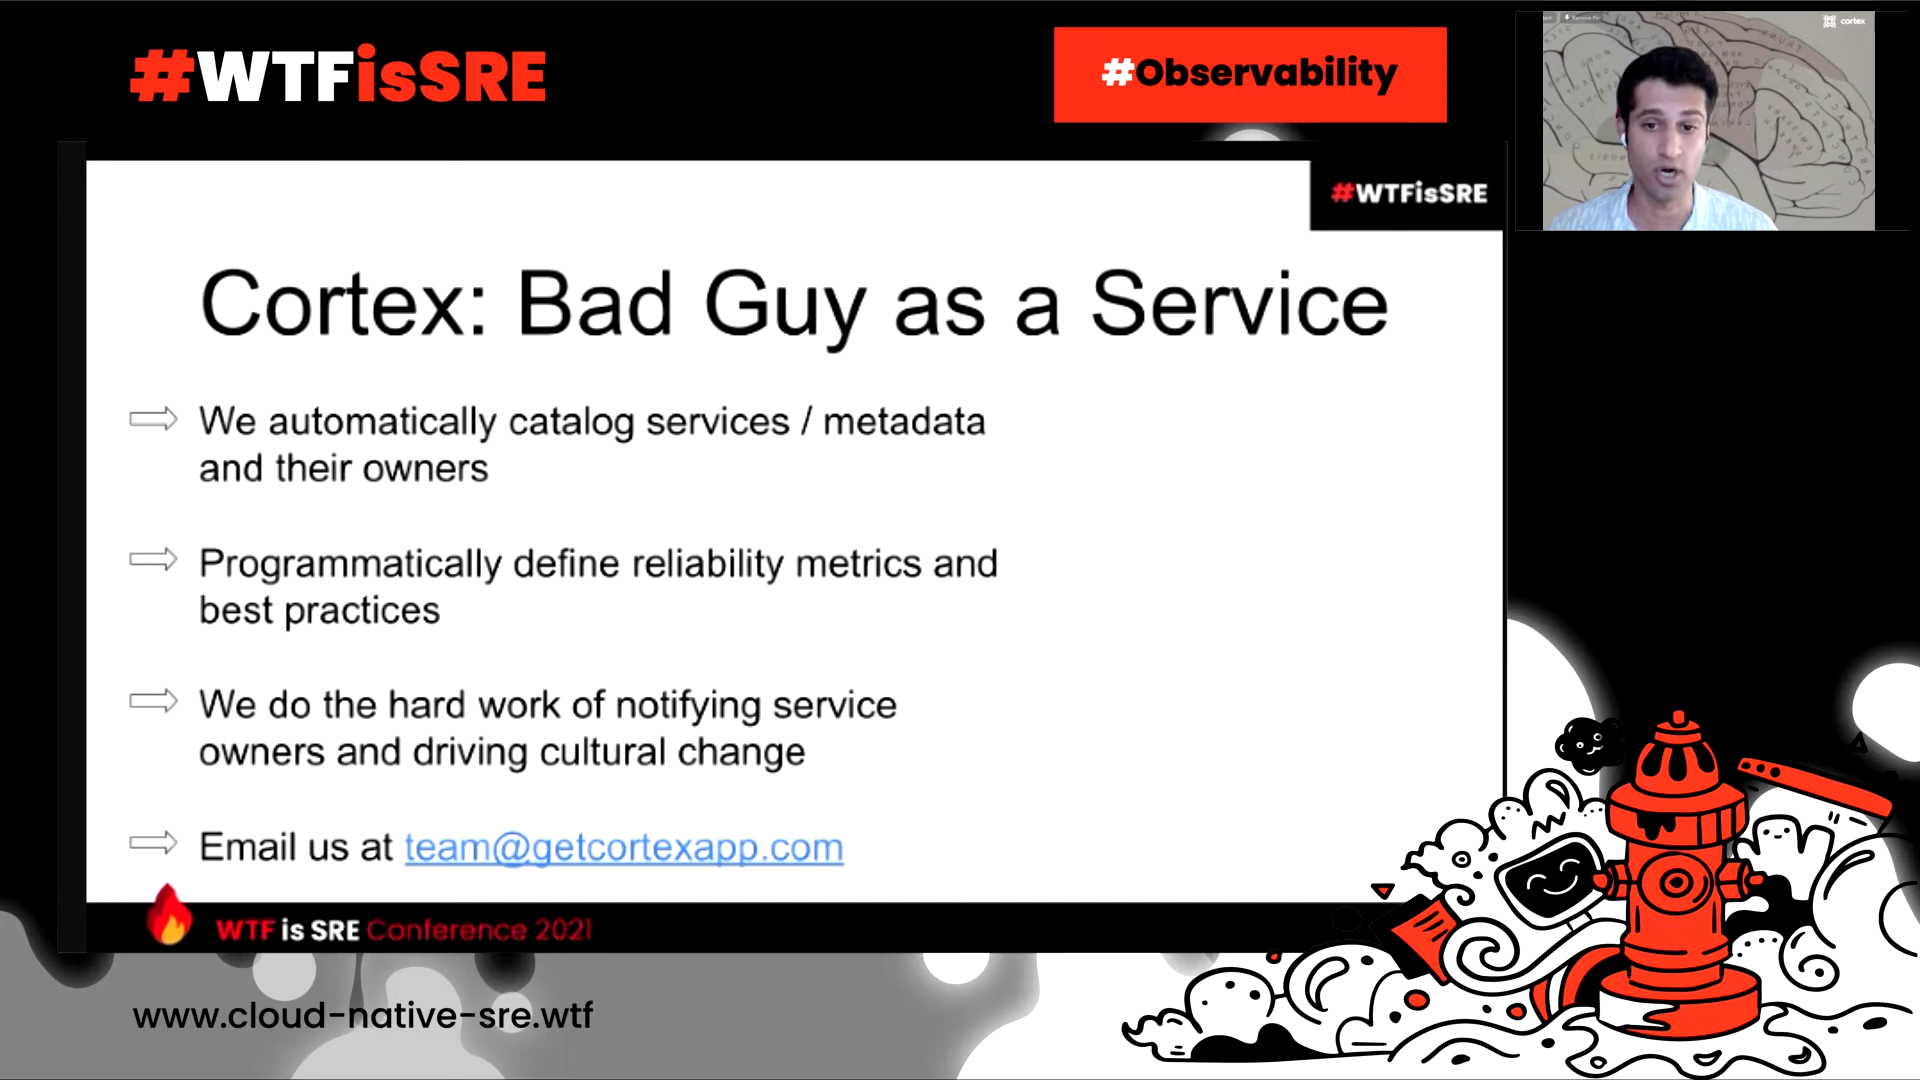 #WTFisSRE
#Observability
cortex
#WTFisSRE
Cortex: Bad Guy as a Service
We automatically catalog services / metadata
and their owners
Programmatically define reliability metrics and
best practices
We do the hard work of notifying service
owners and driving cultural change
Email us at team@getcortexapp.com
WTF is SRE Conference 2021
www.cloud-native-sre.wtf